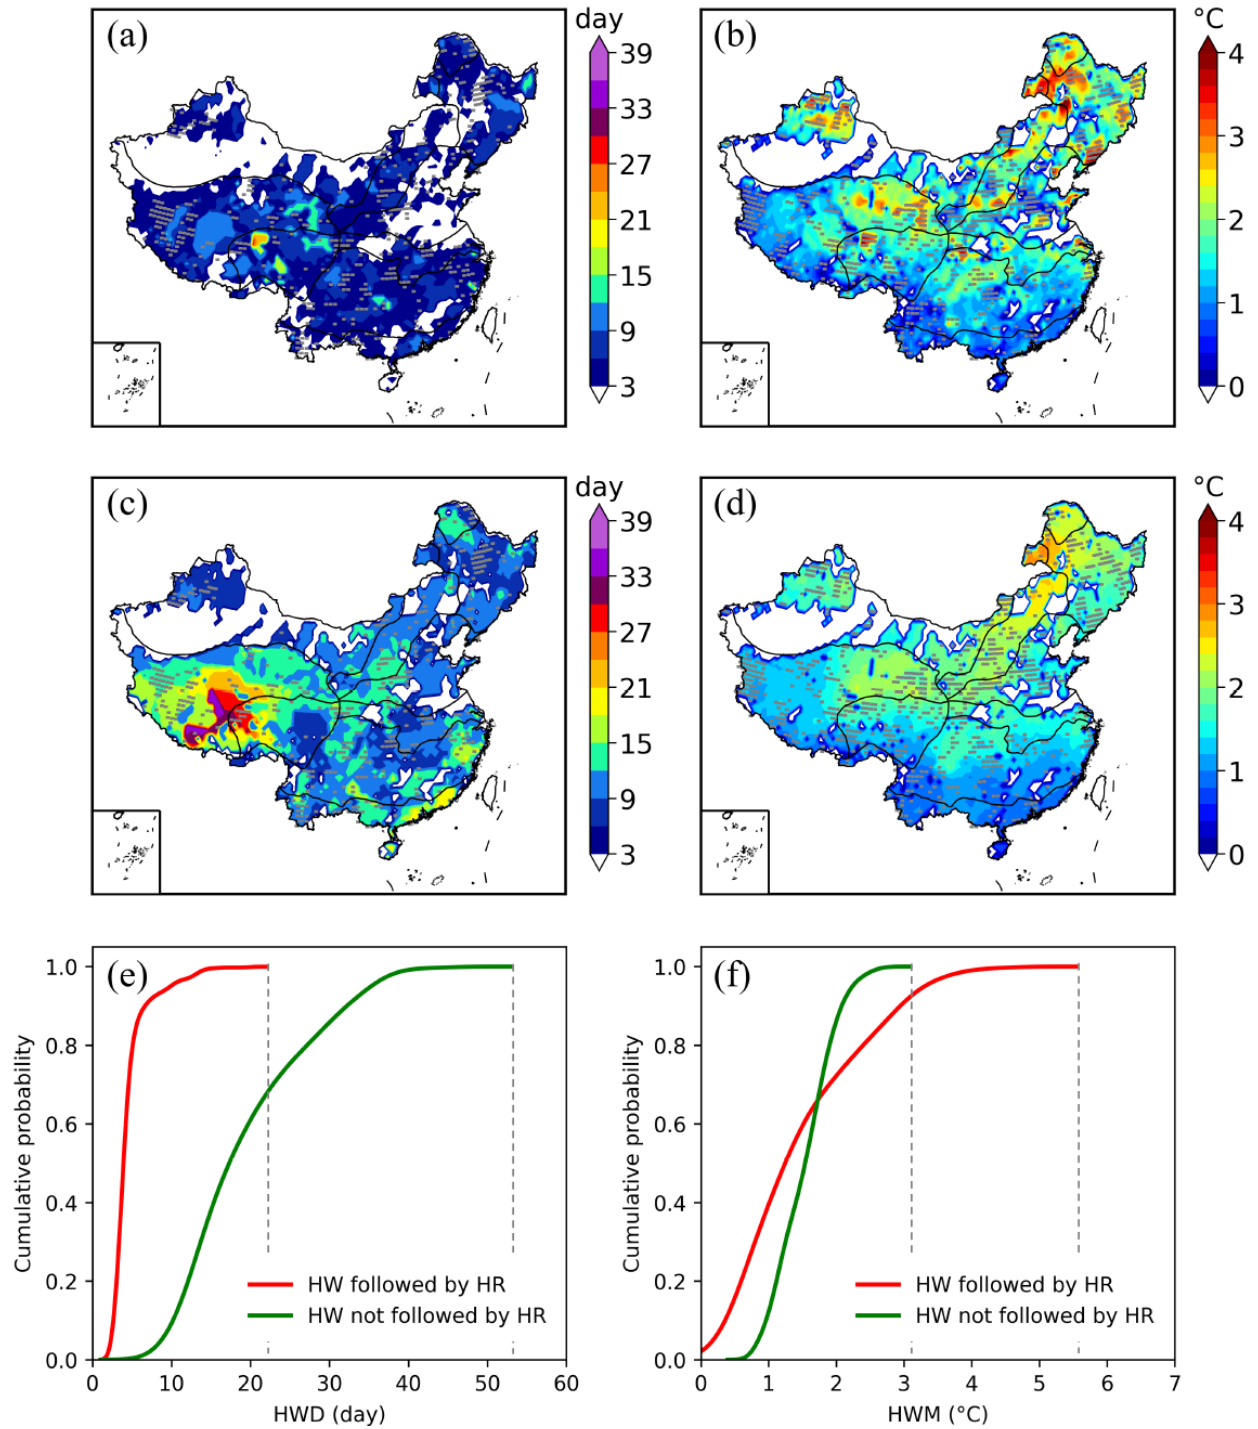 (a)
day
39
33
27
21
15
9
3
(b)
°C
4
3
2
1
0
(c)
day
39
33
27
21
15
9
3
(d)
°C
4
3
2
1
0
(e)
1.0
0.8
0.6
0.4
0.2
0.0
Cumulative probability
HW followed by HR
HW not followed by HR
0 10 20 30 40 50 60
HWD (day)
(f)
1.0
0.8
0.6
0.4
0.2
0.0
Cumulative probability
HW followed by HR
HW not followed by HR
0 1 2 3 4 5 6 7
HWM (°C)